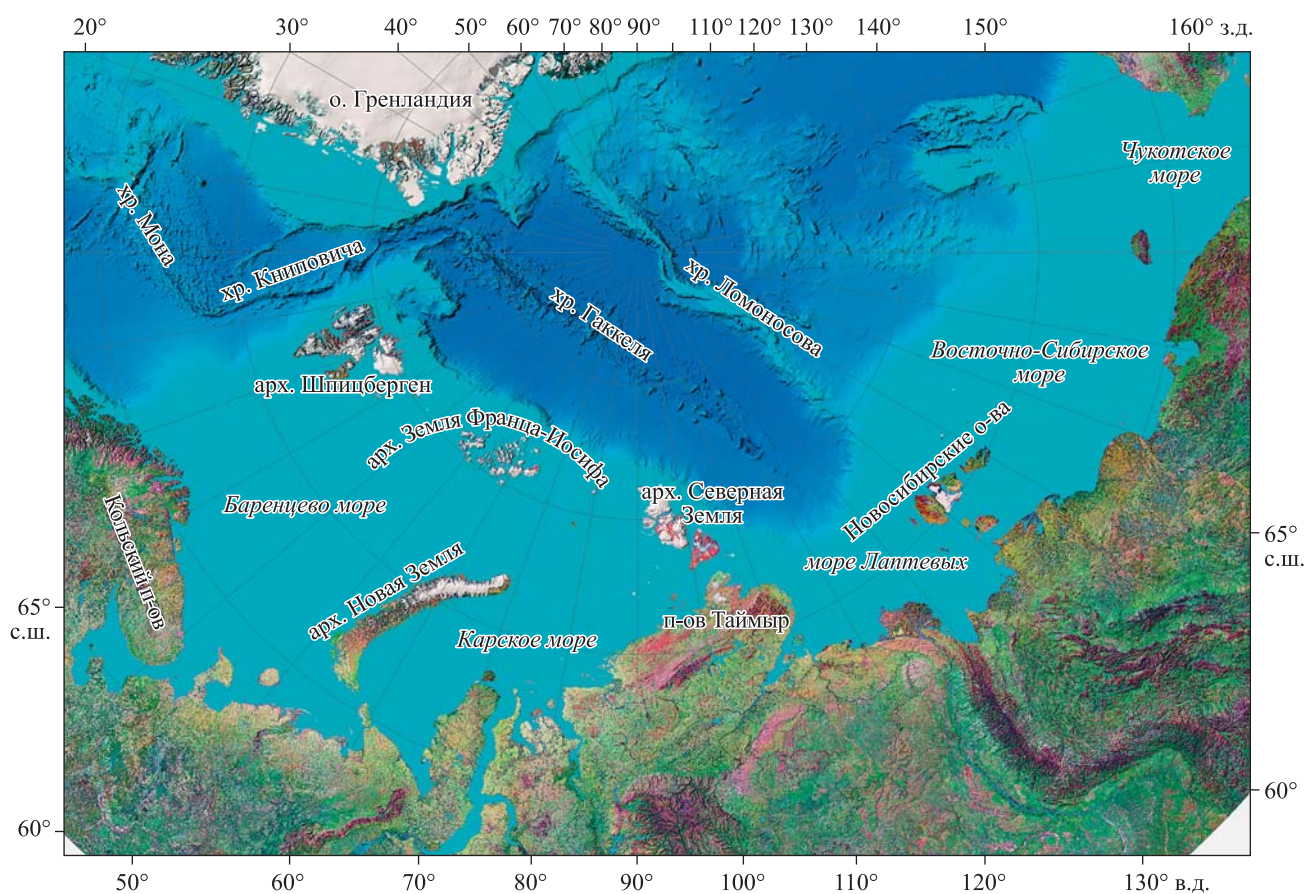 20° 30° 40° 50° 60° 70° 80° 90° 110° 120° 130° 140° 150° 160° з.д.
о. Гренландия
Чукотское
море
хр. Мона
хр. Книповича
хр. Ломоносова
хр. Гаккеля
Восточно-Сибирское
море
арх. Шпицберген
арх. Земля Франца-Иосифа
Новосибирские о-ва
арх. Северная
Земля
Баренцево море
Кольский п-ов
65°
с.ш.
море Лаптевых
арх. Новая Земля
65°
с.ш.
п-ов Таймыр
Карское море
60°
60°
50° 60° 70° 80° 90° 100° 110° 120° 130° в.д.